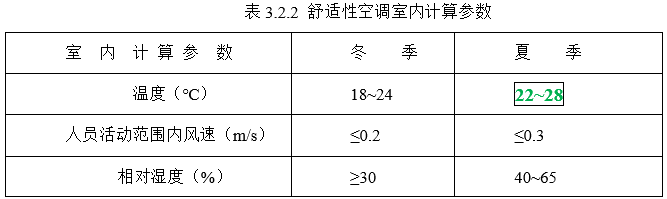 表 3.2.2 舒适性空调室内计算参数
室 内 计 算 参 数 冬 季 夏 季
温度（℃） 18~24 22~28
人员活动范围内风速（m/s） ≤0.2 ≤0.3
相对湿度（%） ≥30 40~65